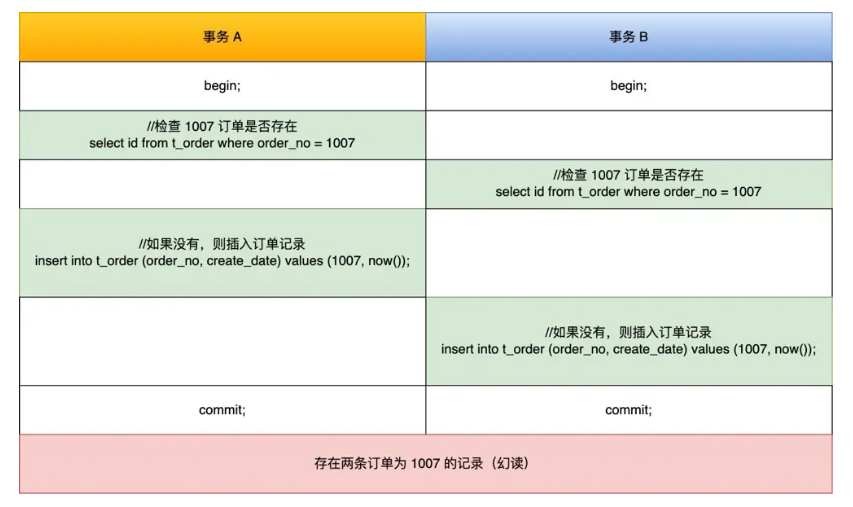 事务 A
事务 B
begin;
begin;
//检查 1007 订单是否存在
select id from t_order where order_no = 1007
//检查 1007 订单是否存在
select id from t_order where order_no = 1007
//如果没有，则插入订单记录
insert into t_order (order_no, create_date) values (1007, now());
//如果没有，则插入订单记录
insert into t_order (order_no, create_date) values (1007, now());
commit;
commit;
存在两条订单为 1007 的记录（幻读）